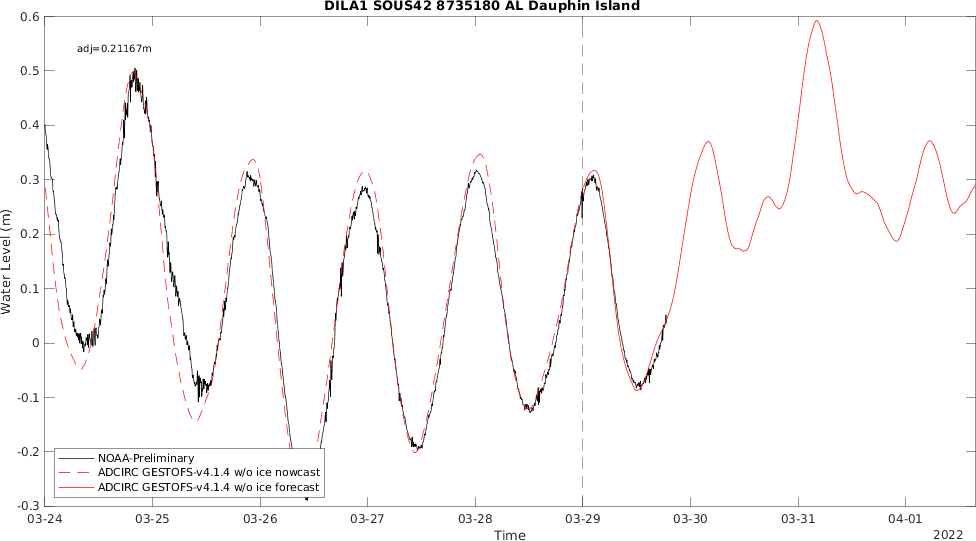 DILA1 SOUS42 8735180 AL Dauphin Island
adj=0.21167m
0.6
0.5
0.4
0.3
0.2
0.1
0
-0.1
-0.2
-0.3
Water Level (m)
NOAA-Preliminary
ADCIRC GESTOFS-v4.1.4 w/o ice nowcast
ADCIRC GESTOFS-v4.1.4 w/o ice forecast
03-24 03-25 03-26 03-27 03-28 03-29 03-30 03-31 04-01
Time
2022